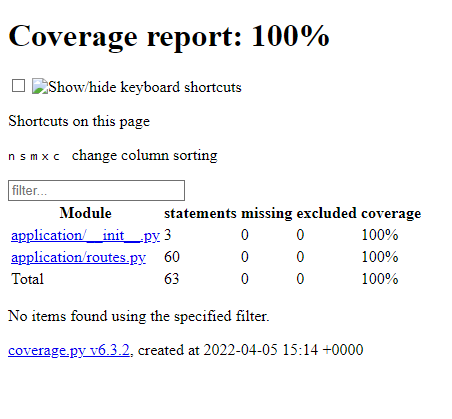 Coverage report: 100%
Show/hide keyboard shortcuts
Shortcuts on this page
n s m x c change column sorting
filter...
Module statements missing excluded coverage
application/__init__.py 3 0 0 100%
application/routes.py 60 0 0 100%
Total 63 0 0 100%
No items found using the specified filter.
coverage.py v6.3.2, created at 2022-04-05 15:14 +0000